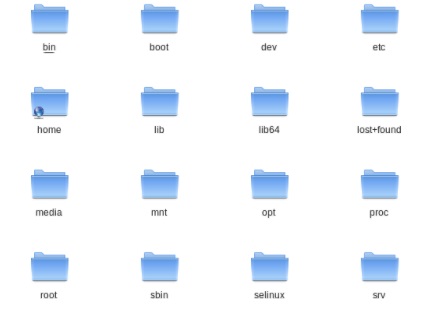 bin boot dev etc
home lib lib64 lost+found
media mnt opt proc
root sbin selinux srv